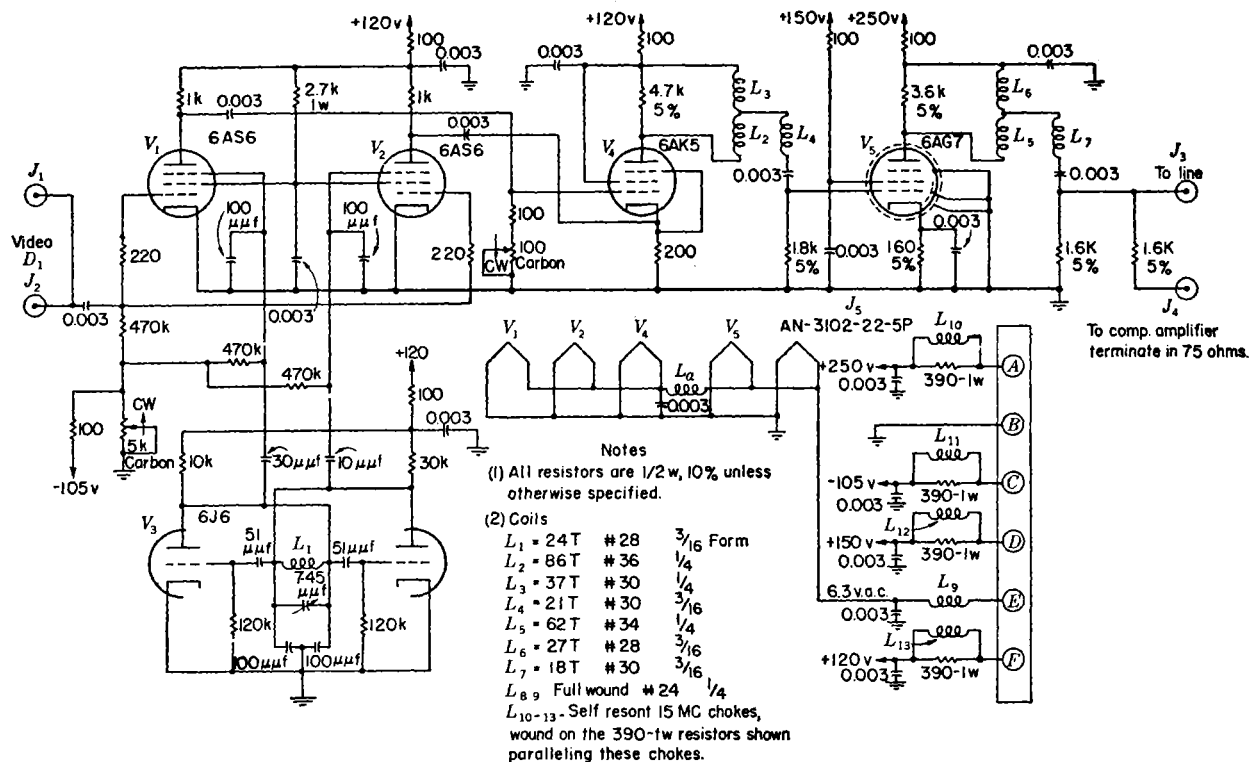 +120v
100
0.003
1k
0.003
2.7k
1w
1k
0.003
6AS6
V1
V2
6AS6
J1
Video
D1
J2
0.003
220
100
μμf
100
μμf
0.003
220
100
100
Carbon
CW
+120v
100
0.003
4.7k
5%
L3
L2
L4
V4
6AK5
0.003
200
1.8k
5%
+150v
100
+250v
100
0.003
3.6k
5%
L6
L5
L7
V5
6AG7
0.003
0.003
160
5%
0.003
1.6K
5%
1.6K
5%
J3
To line
J4
To comp. amplifier
terminate in 75 ohms.
470k
470k
470k
100
-105v
CW
5k
Carbon
+120
100
0.003
10k
30μμf
10μμf
30k
V3
6J6
51
μμf
L1
51μμf
7-45
μμf
120k
120k
100μμf
100μμf
V1
V2
V4
V5
La
0.003
J5
AN-3102-22-5P
L10
+250v
0.003
390-1w
A
B
L11
-105v
0.003
390-1w
C
L12
+150v
0.003
390-1w
D
6.3v.a.c.
0.003
L9
E
L13
+120v
0.003
390-1w
F
Notes
(1) All resistors are 1/2w, 10% unless
otherwise specified.
(2) Coils
L1 = 24T #28 3/16 Form
L2 = 86T #36 1/4
L3 = 37T #30 1/4
L4 = 21T #30 3/16
L5 = 62T #34 1/4
L6 = 27T #28 3/16
L7 = 18T #30 3/16
L8 9 Full wound #24 1/4
L10-13- Self resont 15 MC chokes,
wound on the 390-1w resistors shown
paralleling these chokes.